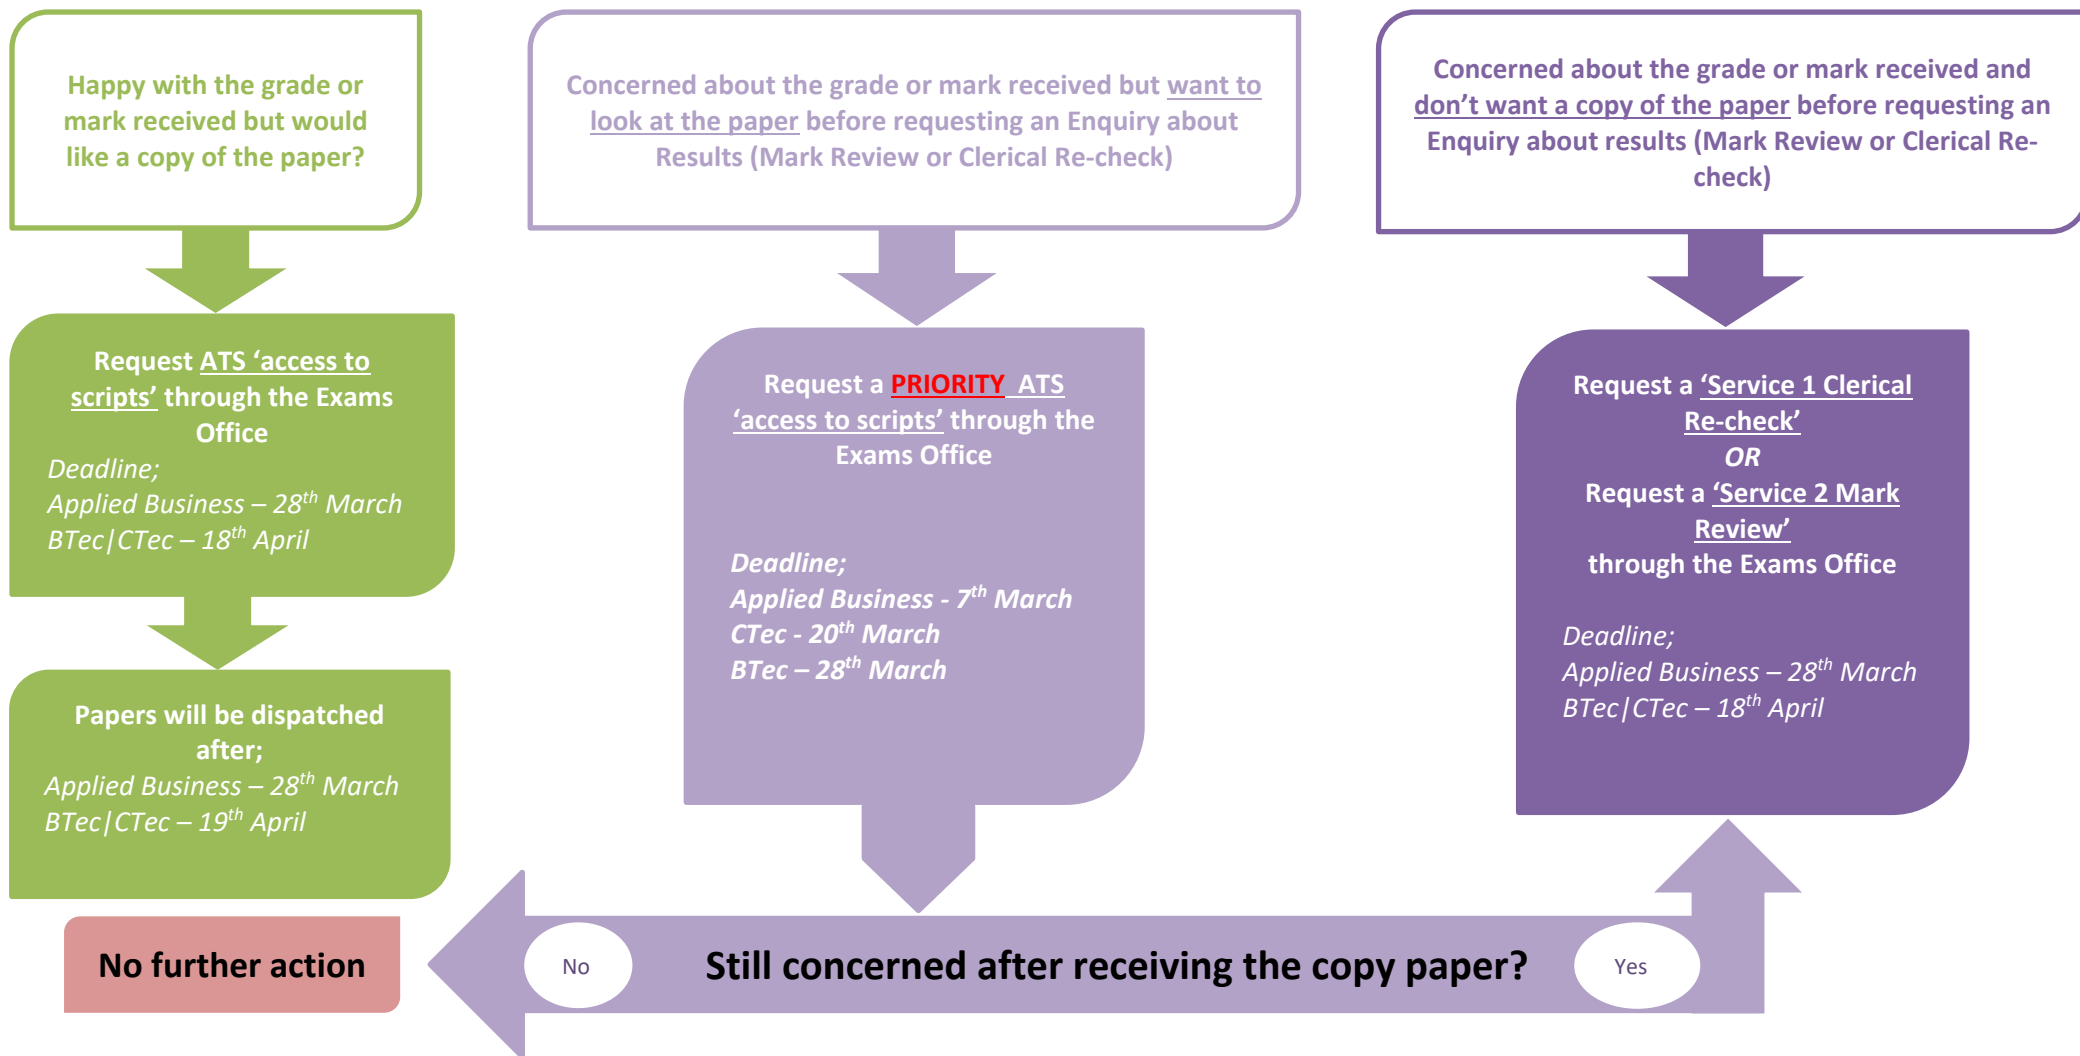 Happy with the grade or
mark received but would
like a copy of the paper?
Request ATS ‘access to
scripts’ through the Exams
Office
Deadline;
Applied Business – 28th March
BTec|CTec – 18th April
Papers will be dispatched
after;
Applied Business – 28th March
BTec|CTec – 19th April
No further action
Concerned about the grade or mark received but want to
look at the paper before requesting an Enquiry about
Results (Mark Review or Clerical Re-check)
Request a PRIORITY ATS
‘access to scripts’ through the
Exams Office
Deadline;
Applied Business - 7th March
CTec - 20th March
BTec – 28th March
Concerned about the grade or mark received and
don’t want a copy of the paper before requesting an
Enquiry about results (Mark Review or Clerical Re-
check)
Request a ‘Service 1 Clerical
Re-check’
OR
Request a ‘Service 2 Mark
Review’
through the Exams Office
Deadline;
Applied Business – 28th March
BTec|CTec – 18th April
No
Still concerned after receiving the copy paper?
Yes